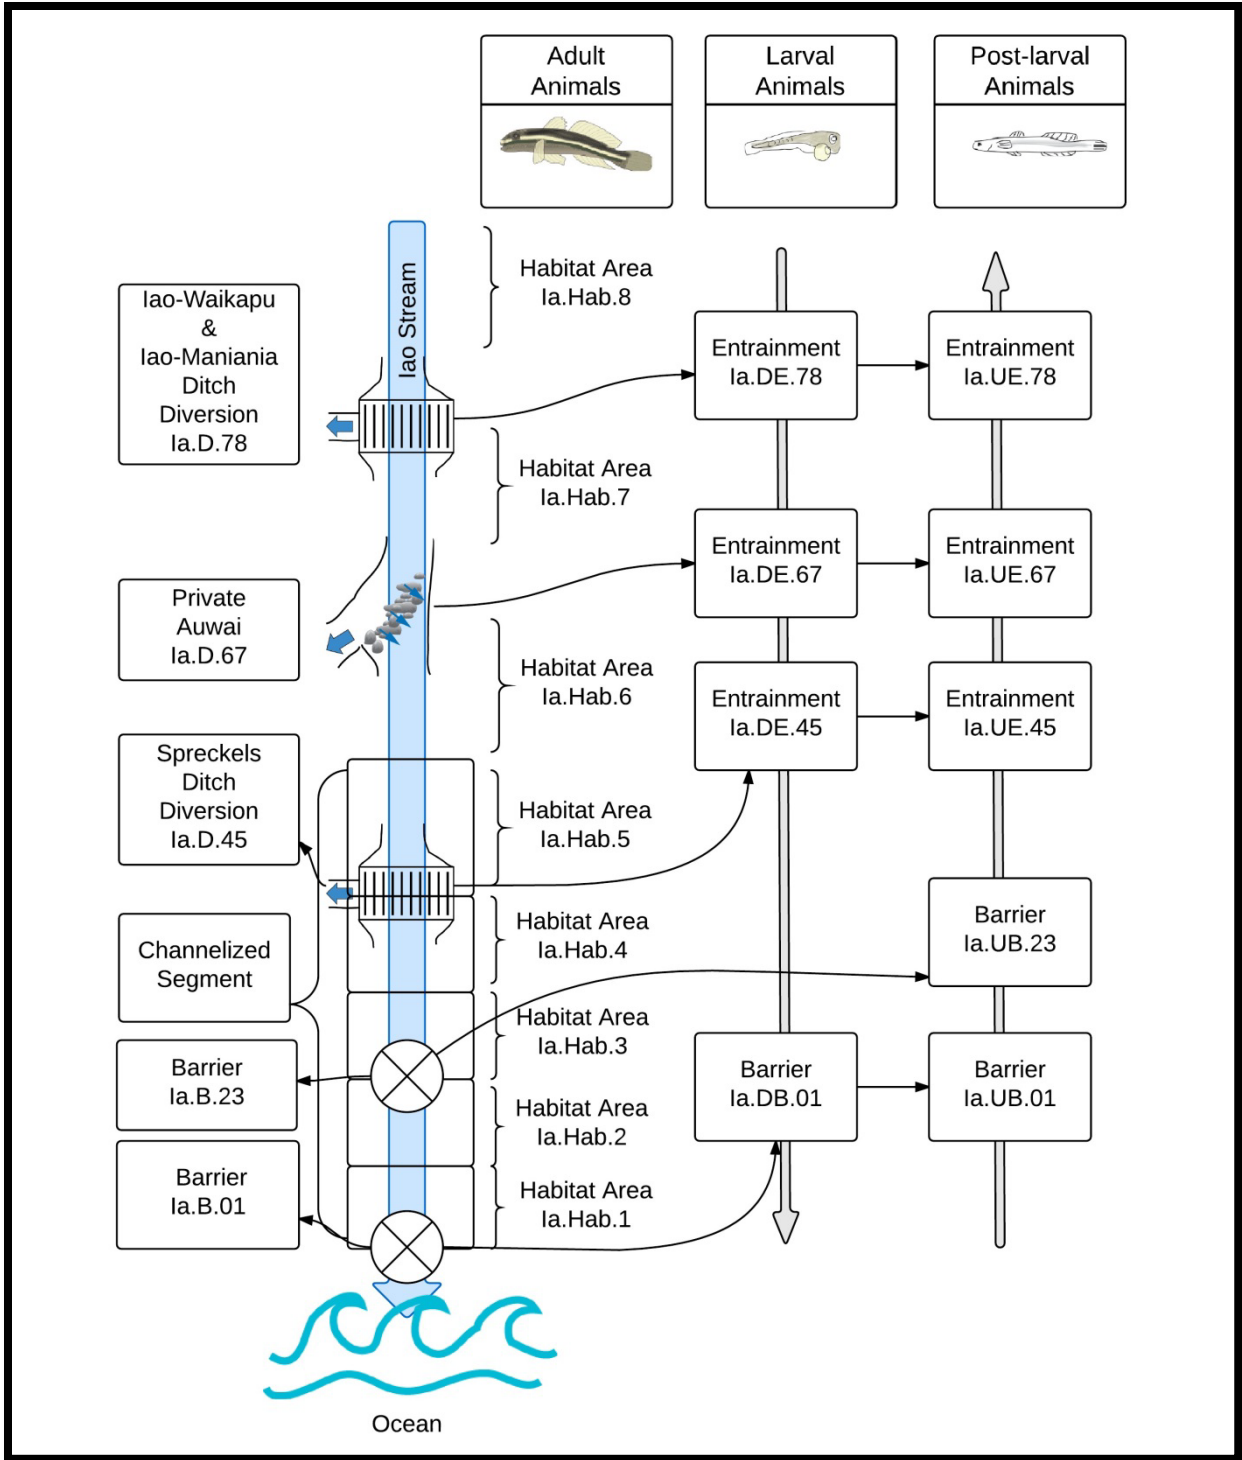 Adult
Animals
Larval
Animals
Post-larval
Animals
Iao Stream
Habitat Area
Ia.Hab.8
Iao-Waikapu
&
Iao-Maniania
Ditch
Diversion
Ia.D.78
Entrainment
Ia.DE.78
Entrainment
Ia.UE.78
Habitat Area
Ia.Hab.7
Entrainment
Ia.DE.67
Entrainment
Ia.UE.67
Private
Auwai
Ia.D.67
Habitat Area
Ia.Hab.6
Entrainment
Ia.DE.45
Entrainment
Ia.UE.45
Spreckels
Ditch
Diversion
Ia.D.45
Habitat Area
Ia.Hab.5
Habitat Area
Ia.Hab.4
Barrier
Ia.UB.23
Channelized
Segment
Habitat Area
Ia.Hab.3
Barrier
Ia.B.23
Barrier
Ia.DB.01
Barrier
Ia.UB.01
Habitat Area
Ia.Hab.2
Barrier
Ia.B.01
Habitat Area
Ia.Hab.1
Ocean